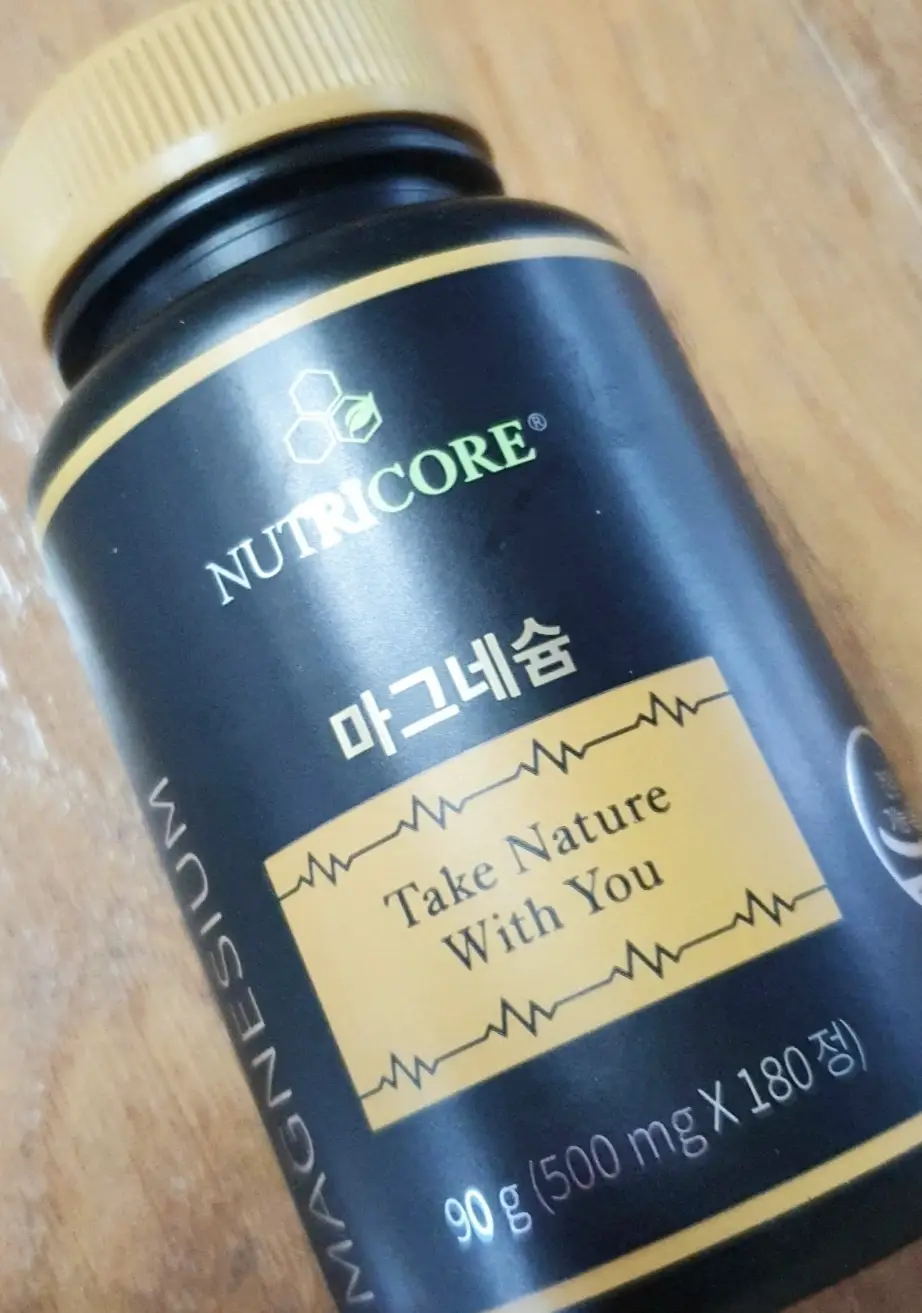 NUTRICORE®
마그네슘
Take Nature
With You
90 g (500 mg X 180 정)
MAGNESIUM